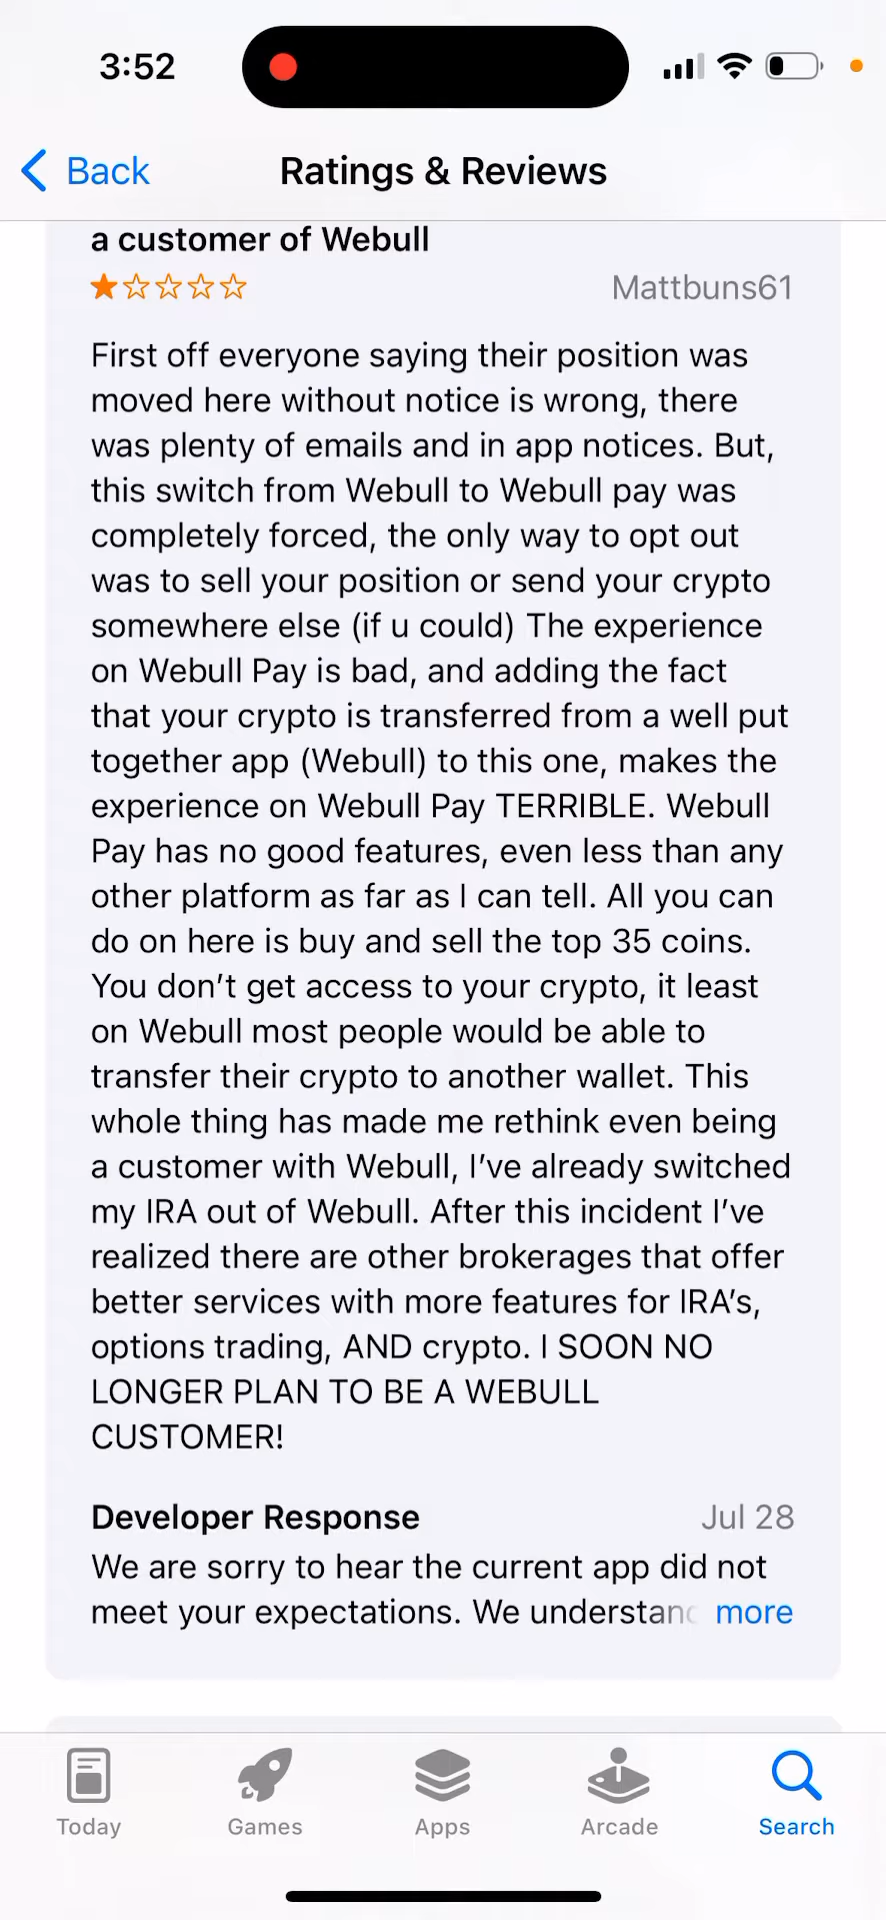 3:52
Back
Ratings & Reviews
a customer of Webull
Mattbuns61
First off everyone saying their position was
moved here without notice is wrong, there
was plenty of emails and in app notices. But,
this switch from Webull to Webull pay was
completely forced, the only way to opt out
was to sell your position or send your crypto
somewhere else (if u could) The experience
on Webull Pay is bad, and adding the fact
that your crypto is transferred from a well put
together app (Webull) to this one, makes the
experience on Webull Pay TERRIBLE. Webull
Pay has no good features, even less than any
other platform as far as I can tell. All you can
do on here is buy and sell the top 35 coins.
You don’t get access to your crypto, it least
on Webull most people would be able to
transfer their crypto to another wallet. This
whole thing has made me rethink even being
a customer with Webull, I’ve already switched
my IRA out of Webull. After this incident I’ve
realized there are other brokerages that offer
better services with more features for IRA’s,
options trading, AND crypto. I SOON NO
LONGER PLAN TO BE A WEBULL
CUSTOMER!
Developer Response
Jul 28
We are sorry to hear the current app did not
meet your expectations. We understand more
Today
Games
Apps
Arcade
Search